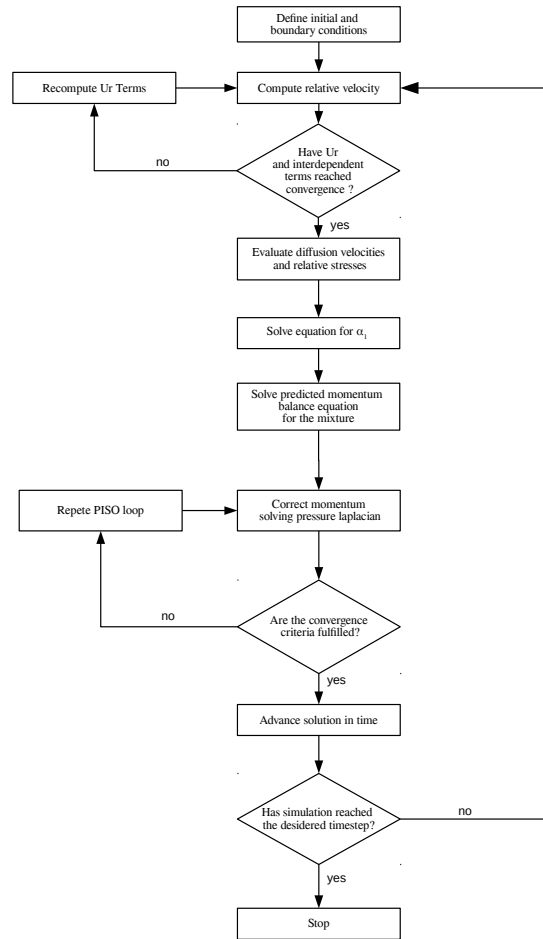 Define initial and
boundary conditions
Recompute Ur Terms
Compute relative velocity
Have Ur
and interdependent
terms reached
convergence ?
no
yes
Evaluate diffusion velocities
and relative stresses
Solve equation for α₁
Solve predicted momentum
balance equation
for the mixture
Repete PISO loop
Correct momentum
solving pressure laplacian
Are the convergence
criteria fulfilled?
no
yes
Advance solution in time
Has simulation reached
the desidered timestep?
no
yes
Stop